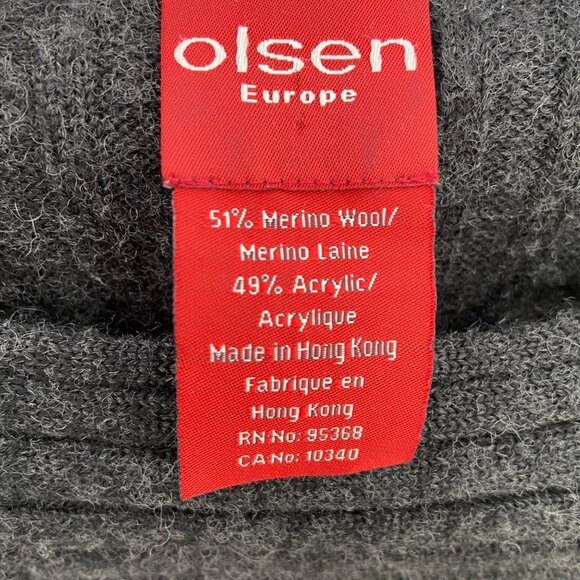 olsen
Europe
51% Merino Wool/
Merino Laine
49% Acrylic/
Acrylique
Made in Hong Kong
Fabrique en
Hong Kong
RN·No: 95368
CA·No: 10340